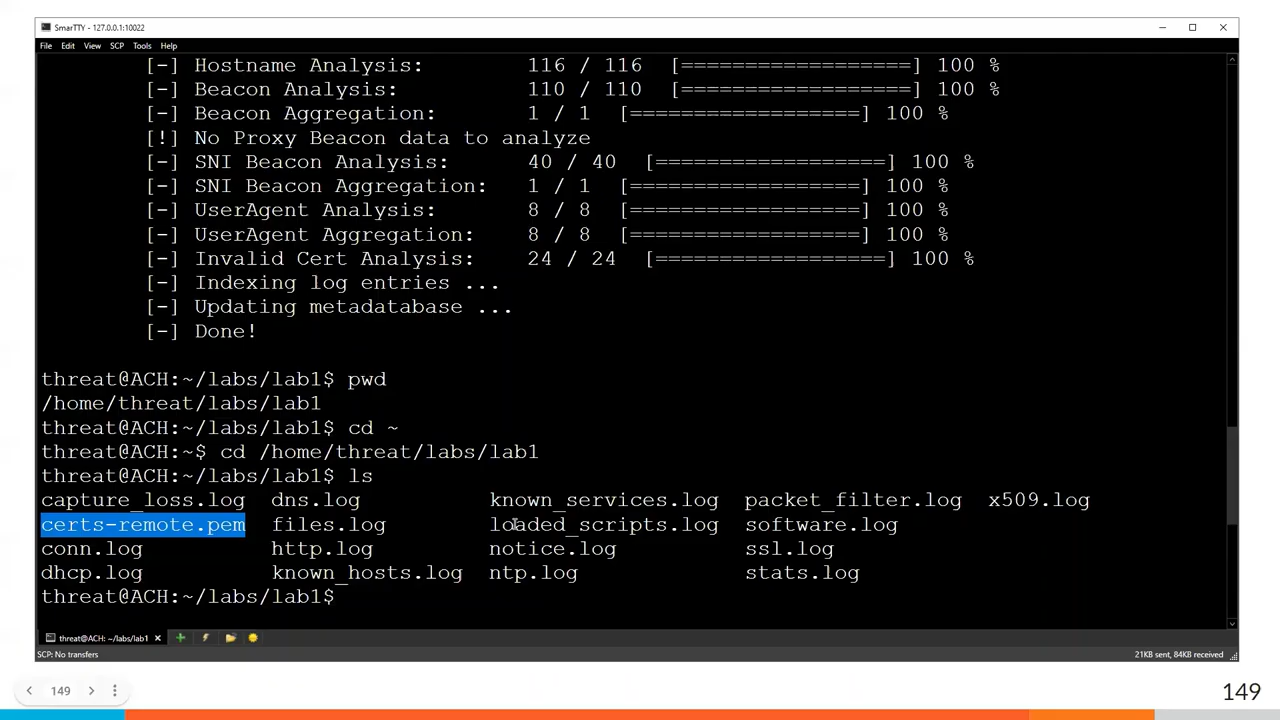 SmarTTY - 127.0.0.1:10022
File Edit View SCP Tools Help
[-] Hostname Analysis: 116 / 116 [==================] 100 %
[-] Beacon Analysis: 110 / 110 [==================] 100 %
[-] Beacon Aggregation: 1 / 1 [==================] 100 %
[!] No Proxy Beacon data to analyze
[-] SNI Beacon Analysis: 40 / 40 [==================] 100 %
[-] SNI Beacon Aggregation: 1 / 1 [==================] 100 %
[-] UserAgent Analysis: 8 / 8 [==================] 100 %
[-] UserAgent Aggregation: 8 / 8 [==================] 100 %
[-] Invalid Cert Analysis: 24 / 24 [==================] 100 %
[-] Indexing log entries ...
[-] Updating metadatabase ...
[-] Done!
threat@ACH:~/labs/lab1$ pwd
/home/threat/labs/lab1
threat@ACH:~/labs/lab1$ cd ~
threat@ACH:~$ cd /home/threat/labs/lab1
threat@ACH:~/labs/lab1$ ls
capture_loss.log dns.log known_services.log packet_filter.log x509.log
certs-remote.pem files.log loaded_scripts.log software.log
conn.log http.log notice.log ssl.log
dhcp.log known_hosts.log ntp.log stats.log
threat@ACH:~/labs/lab1$
threat@ACH: ~/labs/lab1
SCP: No transfers 21KB sent, 84KB received
149 149